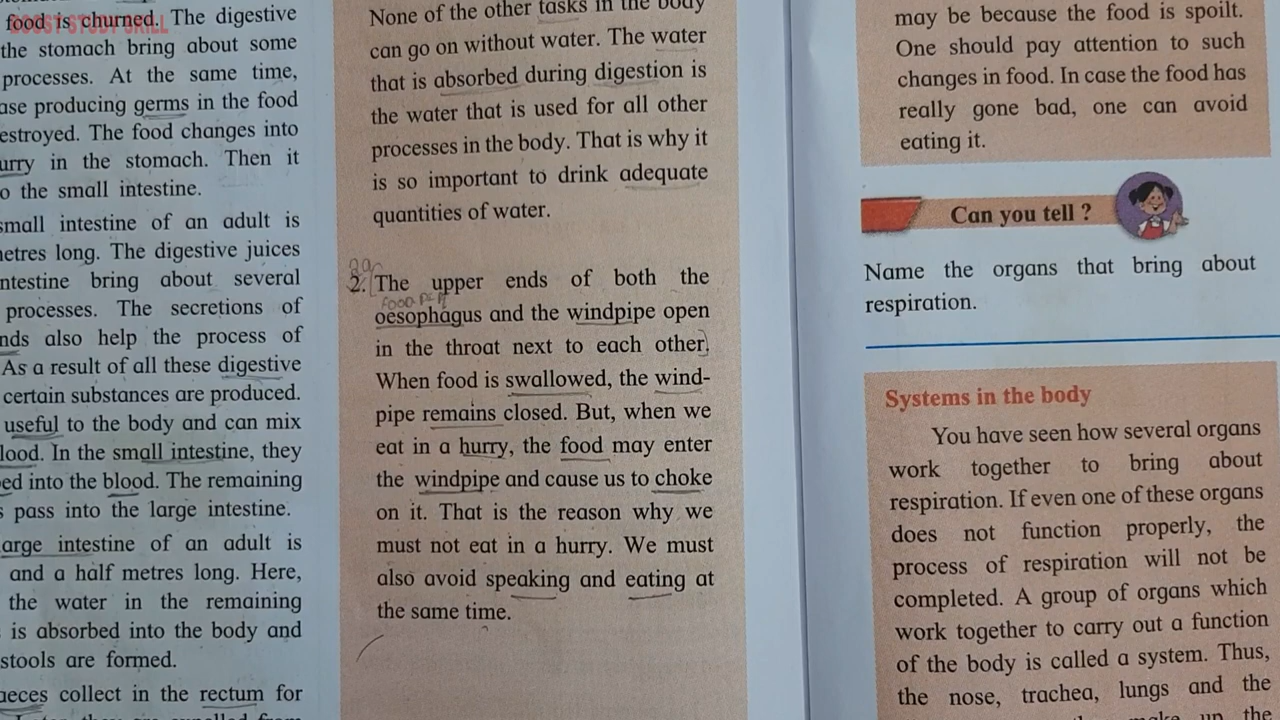 BOOST STUDY SKILL
food is churned. The digestive
the stomach bring about some
processes. At the same time,
ase producing germs in the food
estroyed. The food changes into
urry in the stomach. Then it
o the small intestine.
small intestine of an adult is
netres long. The digestive juices
ntestine bring about several
processes. The secretions of
nds also help the process of
As a result of all these digestive
certain substances are produced.
useful to the body and can mix
lood. In the small intestine, they
ed into the blood. The remaining
s pass into the large intestine.
arge intestine of an adult is
and a half metres long. Here,
the water in the remaining
is absorbed into the body and
stools are formed.
aeces collect in the rectum for
None of the other tasks in the body
can go on without water. The water
that is absorbed during digestion is
the water that is used for all other
processes in the body. That is why it
is so important to drink adequate
quantities of water.
2. The upper ends of both the
oesophagus and the windpipe open
in the throat next to each other.
When food is swallowed, the wind-
pipe remains closed. But, when we
eat in a hurry, the food may enter
the windpipe and cause us to choke
on it. That is the reason why we
must not eat in a hurry. We must
also avoid speaking and eating at
the same time.
may be because the food is spoilt.
One should pay attention to such
changes in food. In case the food has
really gone bad, one can avoid
eating it.
Can you tell ?
Name the organs that bring about
respiration.
Systems in the body
You have seen how several organs
work together to bring about
respiration. If even one of these organs
does not function properly, the
process of respiration will not be
completed. A group of organs which
work together to carry out a function
of the body is called a system. Thus,
the nose, trachea, lungs and the
make up the